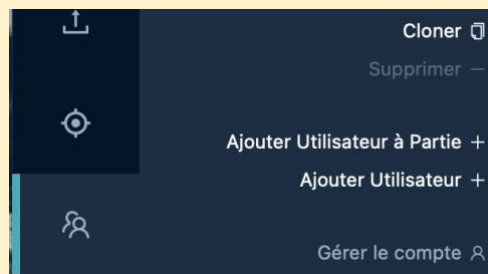 Cloner
Supprimer
Ajouter Utilisateur à Partie +
Ajouter Utilisateur +
Gérer le compte